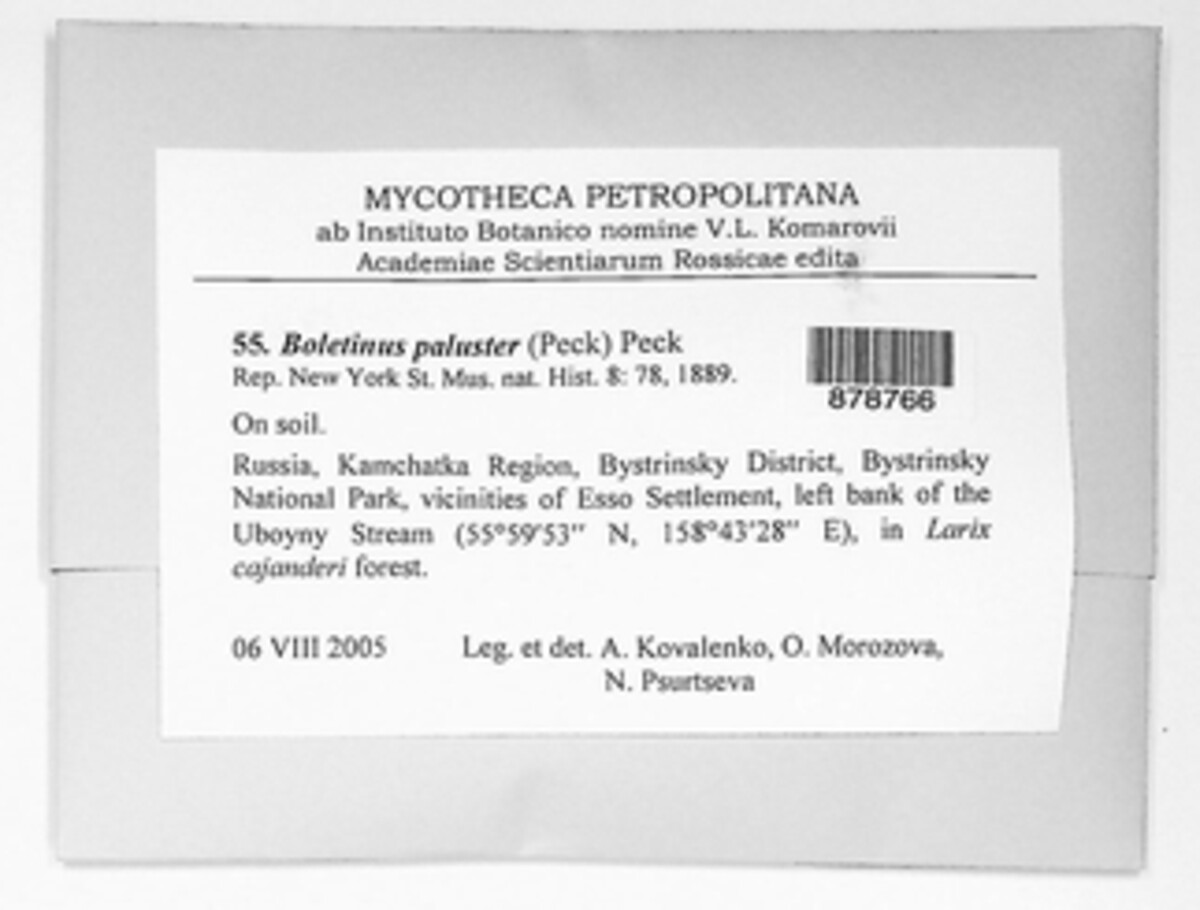 MYCOTHECA PETROPOLITANA
ab Instituto Botanico nomine V.L. Komarovii
Academiae Scientiarum Rossicae edita
55. Boletinus paluster (Peck) Peck
Rep. New York St. Mus. nat. Hist. 8: 78, 1889.
878766
On soil.
Russia, Kamchatka Region, Bystrinsky District, Bystrinsky
National Park, vicinities of Esso Settlement, left bank of the
Uboyny Stream (55°59'53" N, 158°43'28" E), in Larix
cajanderi forest.
06 VIII 2005 Leg. et det. A. Kovalenko, O. Morozova,
N. Psurtseva